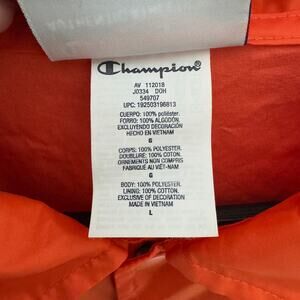 AUTHENTIC
Champion
AV 112018
J0334 DOH
549707
UPC: 192503196813
CUERPO: 100% poliéster.
FORRO: 100% ALGODÓN.
EXCLUYENDO DECORACIÓN
HECHO EN VIETNAM
G
CORPS: 100% POLYESTER.
DOUBLURE: 100% COTON.
ORNEMENTS NON COMPRIS
FABRIQUÉ AU VIÊT-NAM
G
BODY: 100% POLYESTER.
LINING: 100% COTTON.
EXCLUSIVE OF DECORATION
MADE IN VIETNAM
L